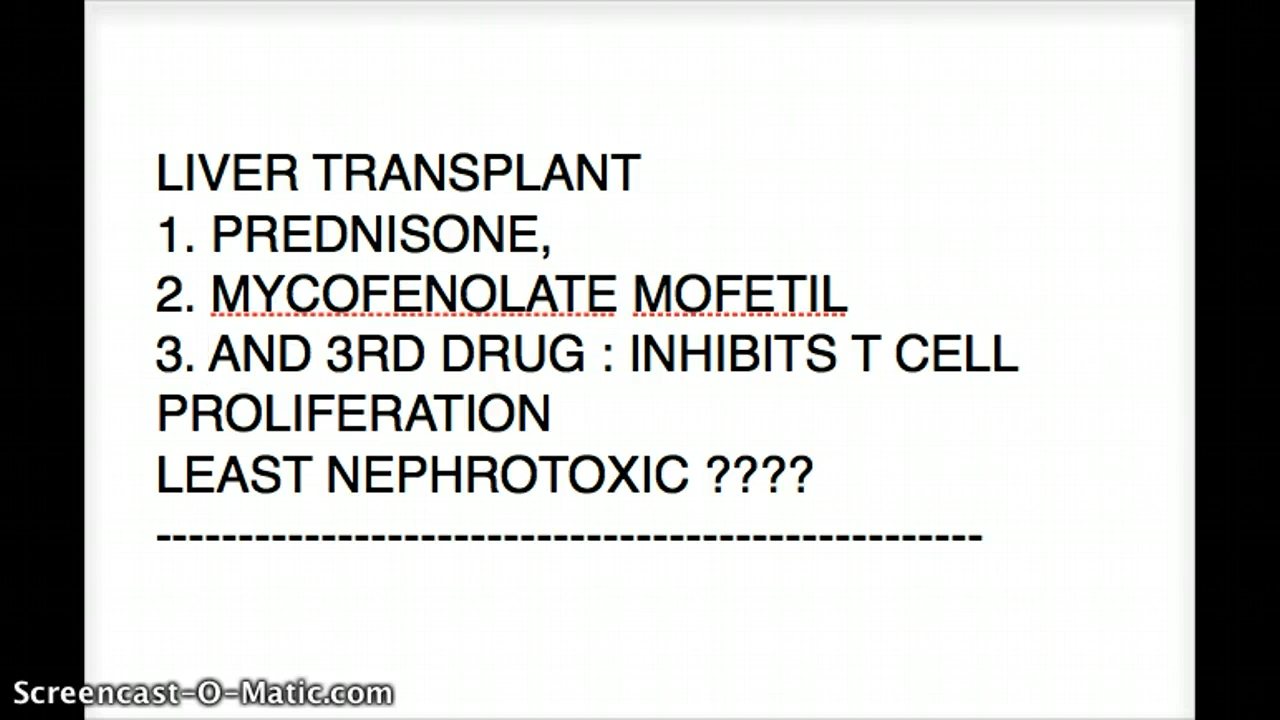 LIVER TRANSPLANT
1. PREDNISONE,
2. MYCOFENOLATE MOFETIL
3. AND 3RD DRUG : INHIBITS T CELL
PROLIFERATION
LEAST NEPHROTOXIC ????
---------------------------------------------------
Screencast-O-Matic.com